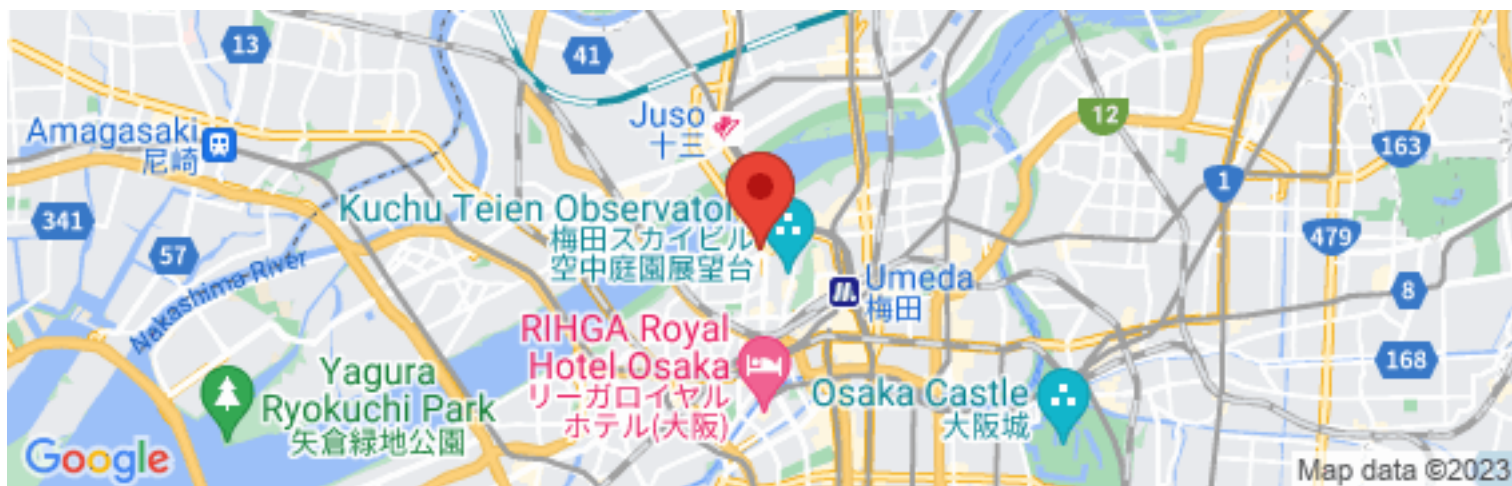 13
41
Juso
十三
12
163
Amagasaki
尼崎
1
341
Kuchu Teien Observator
梅田スカイビル
空中庭園展望台
479
57
Nakashima River
Umeda
梅田
8
RIHGA Royal
Hotel Osaka
リーガロイヤル
ホテル(大阪)
168
Yagura
Ryokuchi Park
矢倉緑地公園
Osaka Castle
大阪城
Google
Map data ©2023